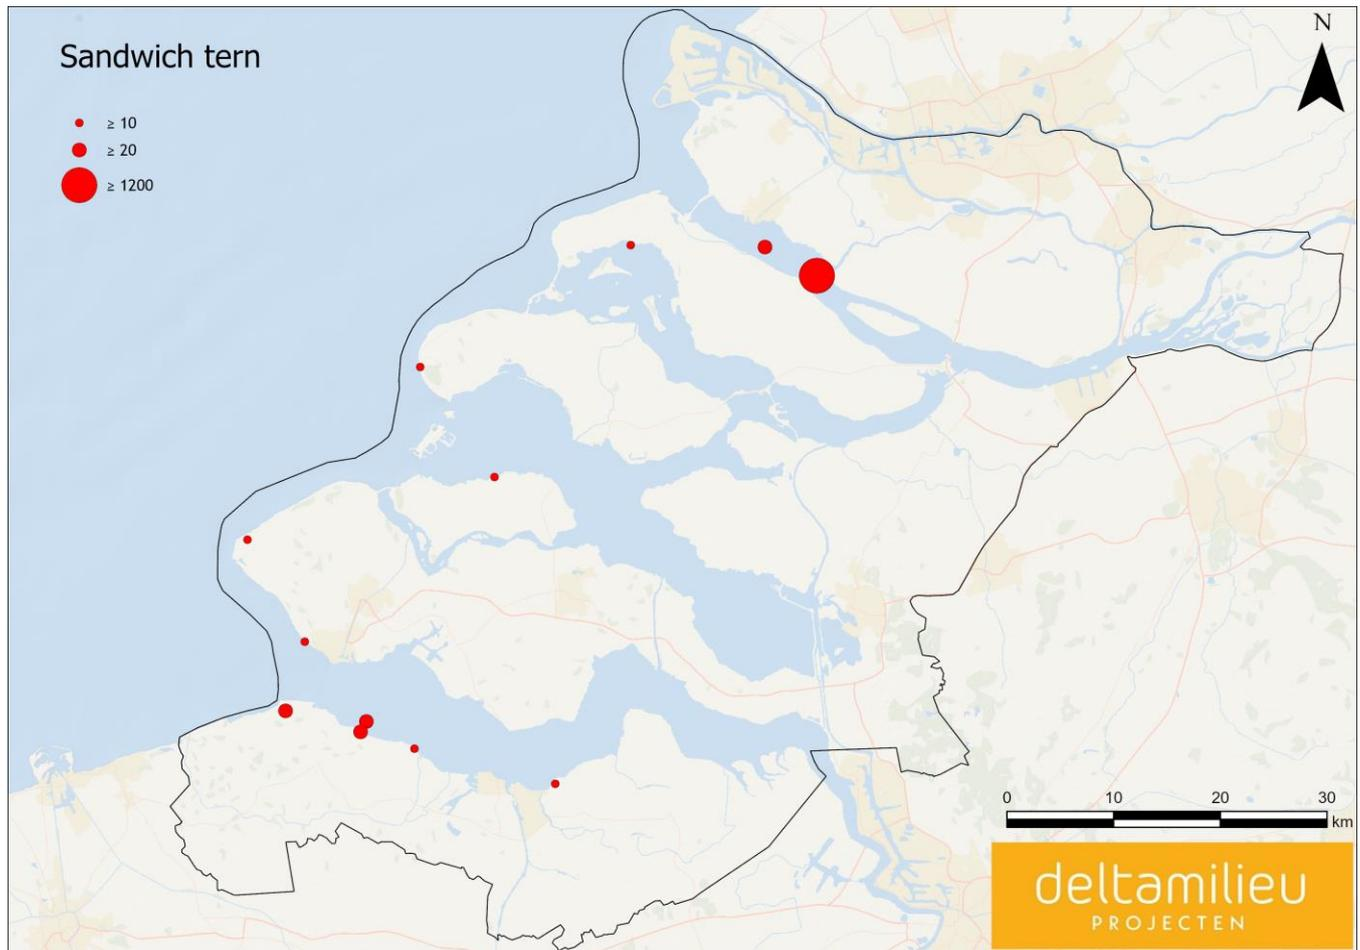 Sandwich tern
≥ 10
≥ 20
≥ 1200
N
0 10 20 30
km
deltamilieu
PROJECTEN